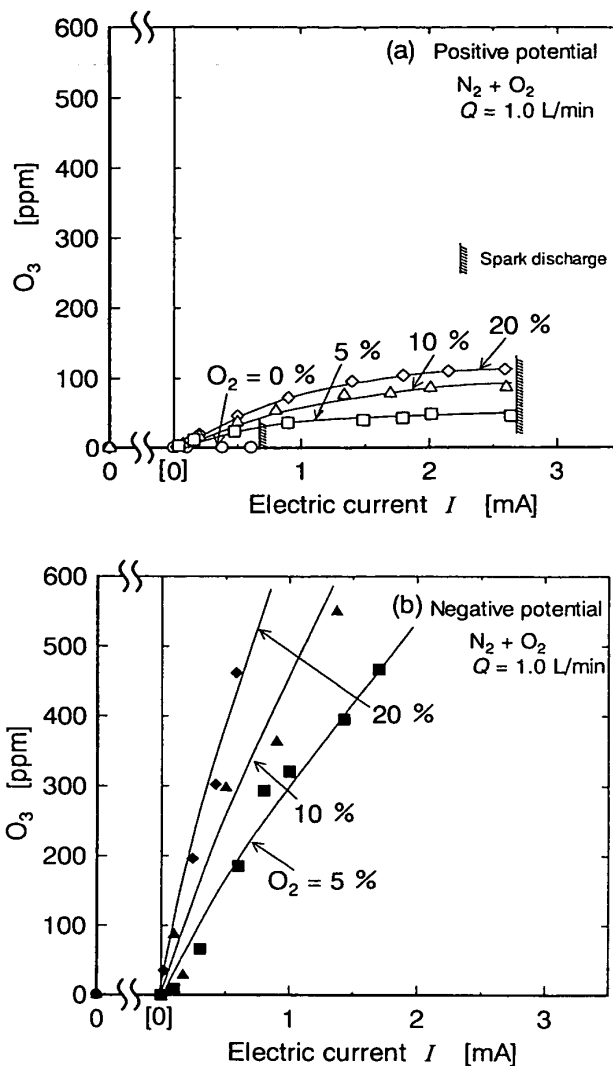 600
500
400
300
200
100
0
O₃ [ppm]
(a) Positive potential
N₂ + O₂
Q = 1.0 L/min
Spark discharge
20 %
10 %
5 %
O₂ = 0 %
0
[0]
1
2
3
Electric current I [mA]
600
500
400
300
200
100
0
O₃ [ppm]
(b) Negative potential
N₂ + O₂
Q = 1.0 L/min
20 %
10 %
O₂ = 5 %
0
[0]
1
2
3
Electric current I [mA]